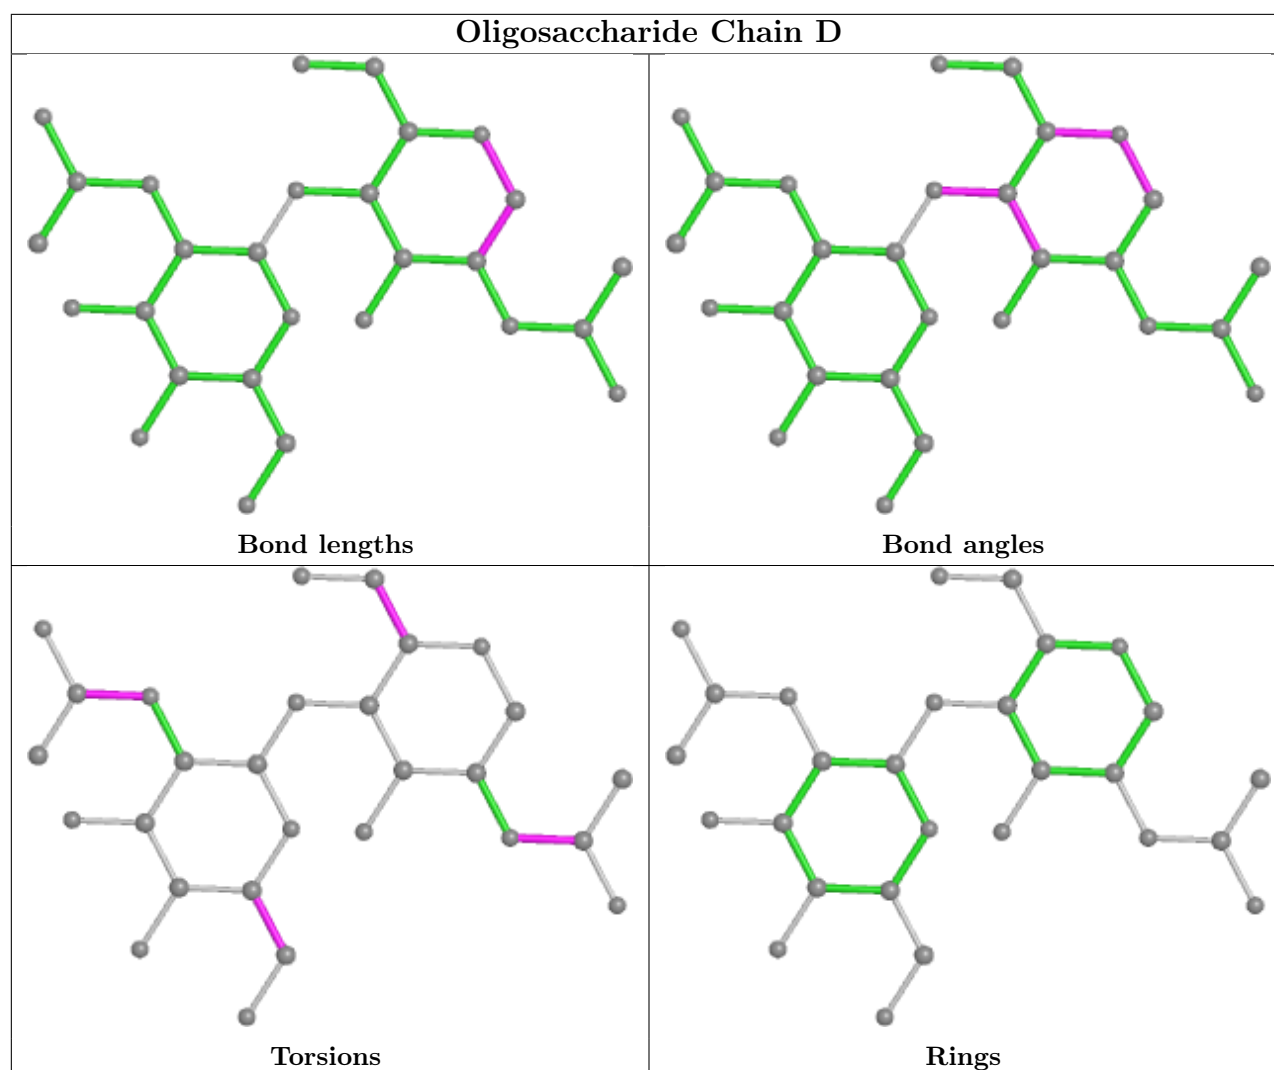 Oligosaccharide Chain D
Bond lengths
Bond angles
Torsions
Rings